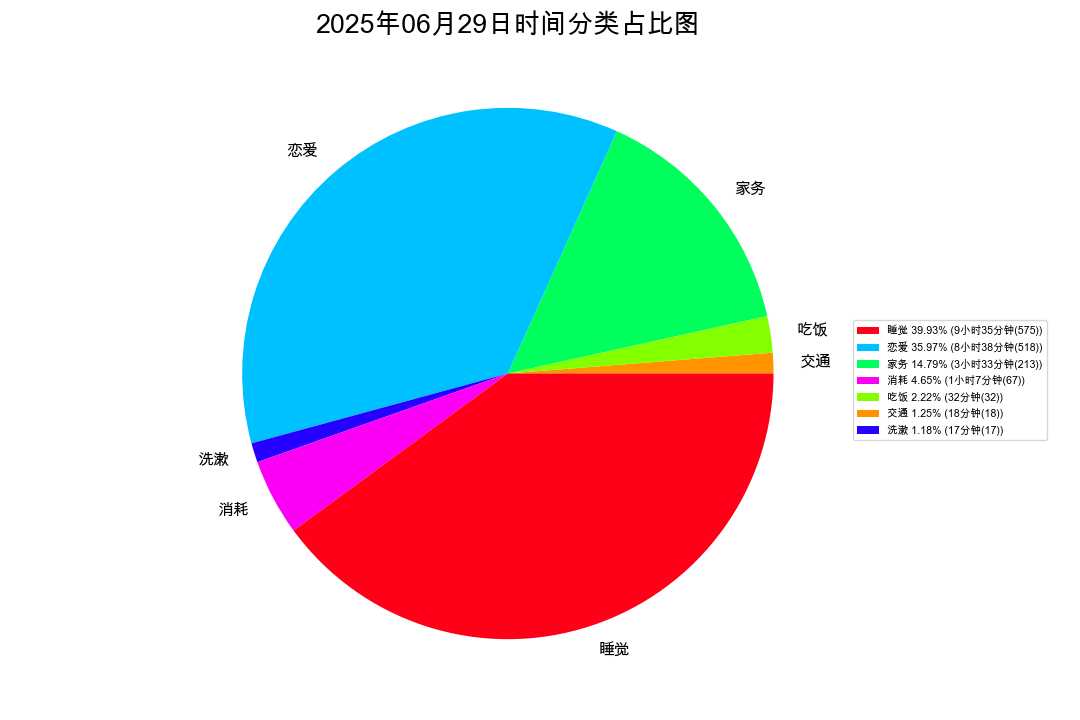 2025年06月29日时间分类占比图
恋爱
家务
吃饭
交通
洗漱
消耗
睡觉
睡觉 39.93% (9小时35分钟(575))
恋爱 35.97% (8小时38分钟(518))
家务 14.79% (3小时33分钟(213))
消耗 4.65% (1小时7分钟(67))
吃饭 2.22% (32分钟(32))
交通 1.25% (18分钟(18))
洗漱 1.18% (17分钟(17))